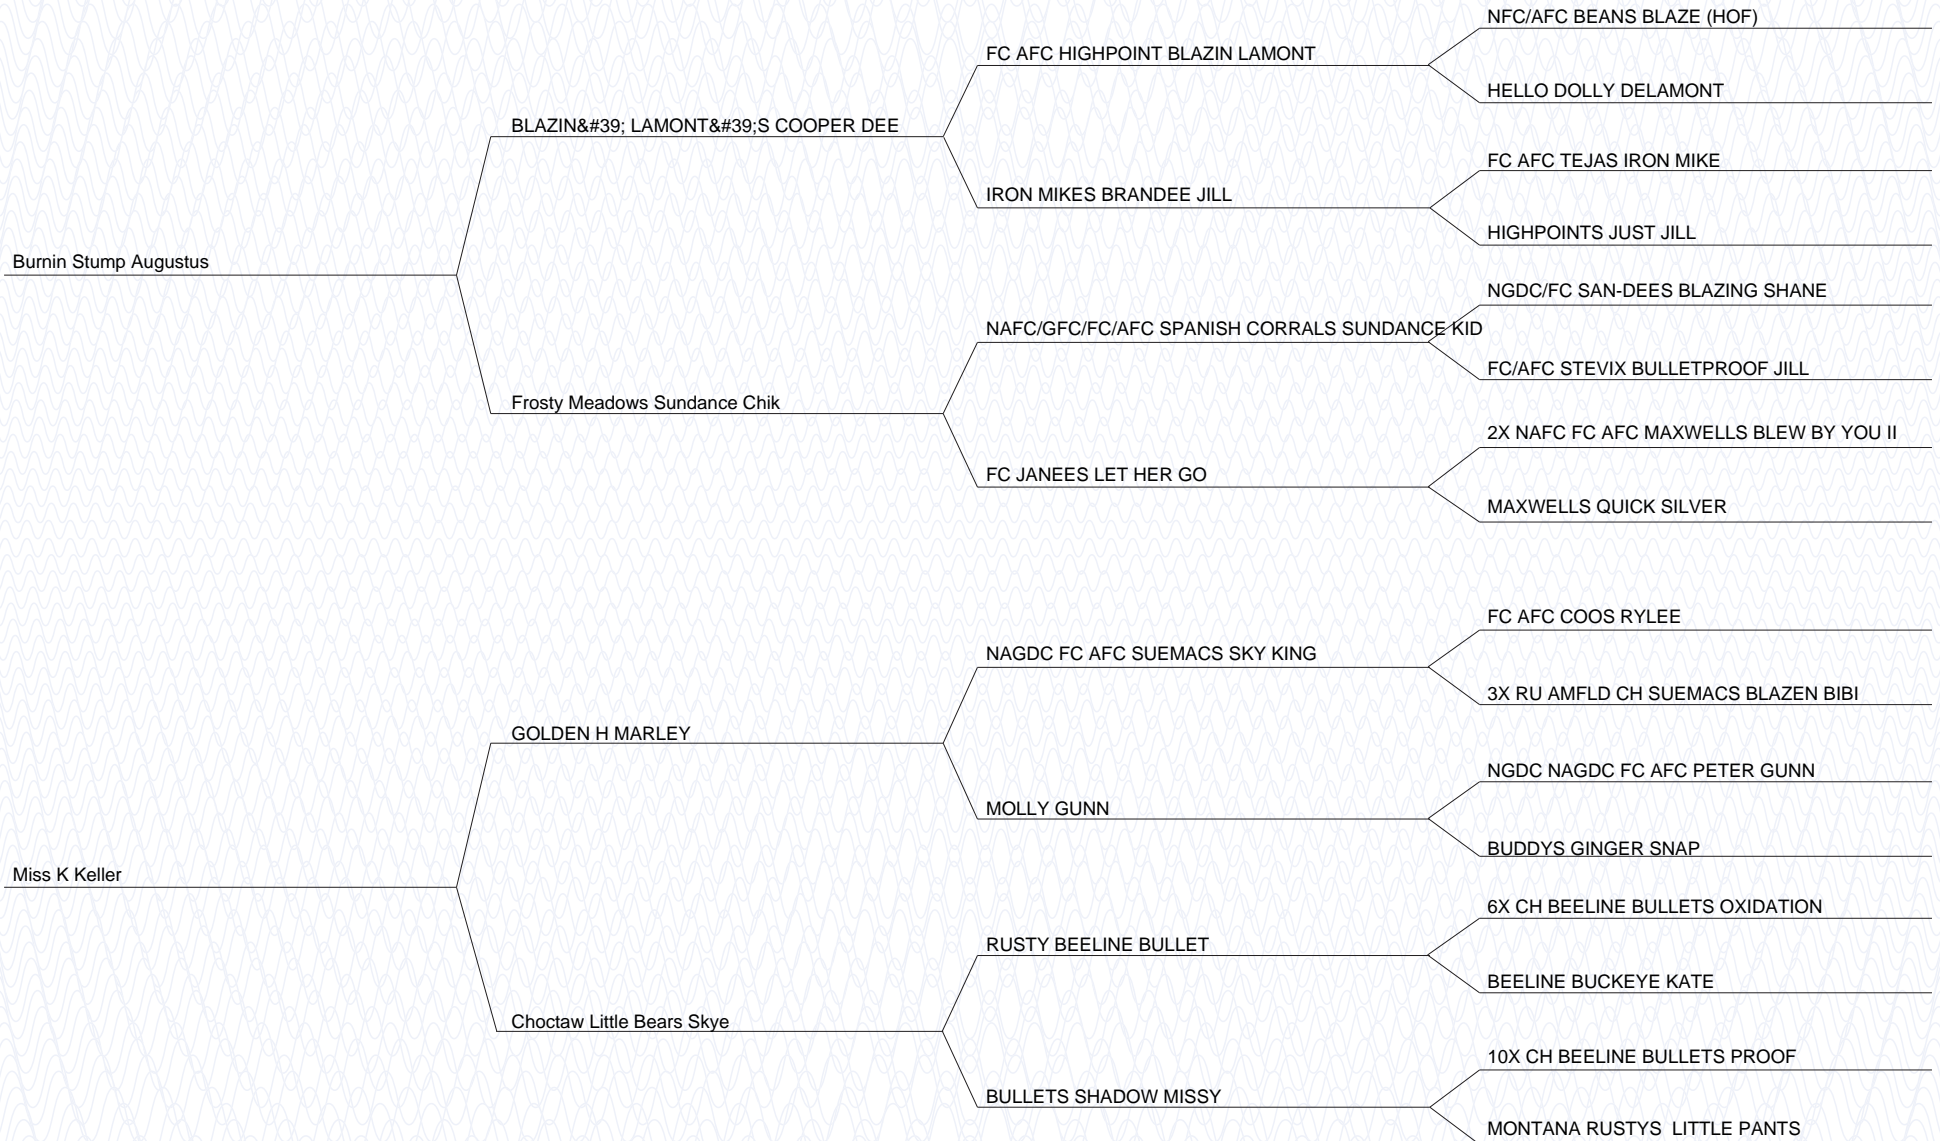 NFC/AFC BEANS BLAZE (HOF)
FC AFC HIGHPOINT BLAZIN LAMONT
HELLO DOLLY DELAMONT
BLAZIN&#39; LAMONT&#39;S COOPER DEE
FC AFC TEJAS IRON MIKE
IRON MIKES BRANDEE JILL
HIGHPOINTS JUST JILL
Burnin Stump Augustus
NGDC/FC SAN-DEES BLAZING SHANE
NAFC/GFC/FC/AFC SPANISH CORRALS SUNDANCE KID
FC/AFC STEVIX BULLETPROOF JILL
Frosty Meadows Sundance Chik
2X NAFC FC AFC MAXWELLS BLEW BY YOU II
FC JANEES LET HER GO
MAXWELLS QUICK SILVER
FC AFC COOS RYLEE
NAGDC FC AFC SUEMACS SKY KING
3X RU AMFLD CH SUEMACS BLAZEN BIBI
GOLDEN H MARLEY
NGDC NAGDC FC AFC PETER GUNN
MOLLY GUNN
BUDDYS GINGER SNAP
Miss K Keller
6X CH BEELINE BULLETS OXIDATION
RUSTY BEELINE BULLET
BEELINE BUCKEYE KATE
Choctaw Little Bears Skye
10X CH BEELINE BULLETS PROOF
BULLETS SHADOW MISSY
MONTANA RUSTYS  LITTLE PANTS